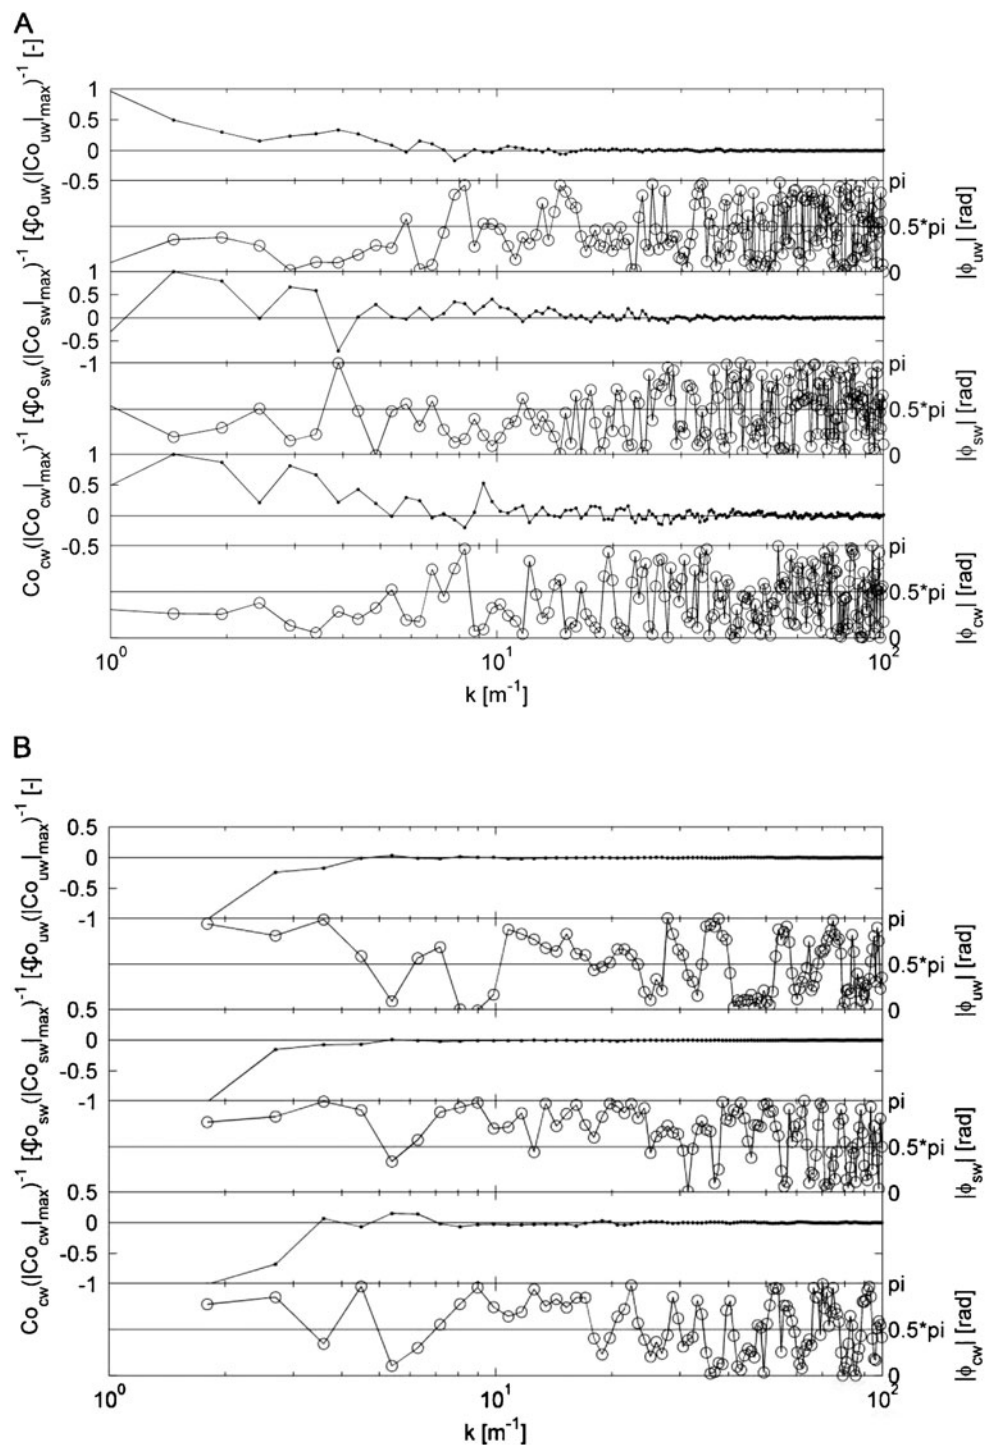 A
Co_uw(|Co_uw|_max)^-1 [-]
1
0.5
0
-0.5
pi
0.5*pi
0
|ϕ_uw| [rad]
Co_sw(|Co_sw|_max)^-1 [-]
1
0.5
0
-0.5
-1
pi
0.5*pi
0
|ϕ_sw| [rad]
Co_cw(|Co_cw|_max)^-1 [-]
1
0.5
0
-0.5
pi
0.5*pi
0
|ϕ_cw| [rad]
10^0
10^1
10^2
k [m^-1]
B
Co_uw(|Co_uw|_max)^-1 [-]
0.5
0
-0.5
-1
pi
0.5*pi
0
|ϕ_uw| [rad]
Co_sw(|Co_sw|_max)^-1 [-]
0.5
0
-0.5
-1
pi
0.5*pi
0
|ϕ_sw| [rad]
Co_cw(|Co_cw|_max)^-1 [-]
0.5
0
-0.5
-1
pi
0.5*pi
0
|ϕ_cw| [rad]
10^0
10^1
10^2
k [m^-1]